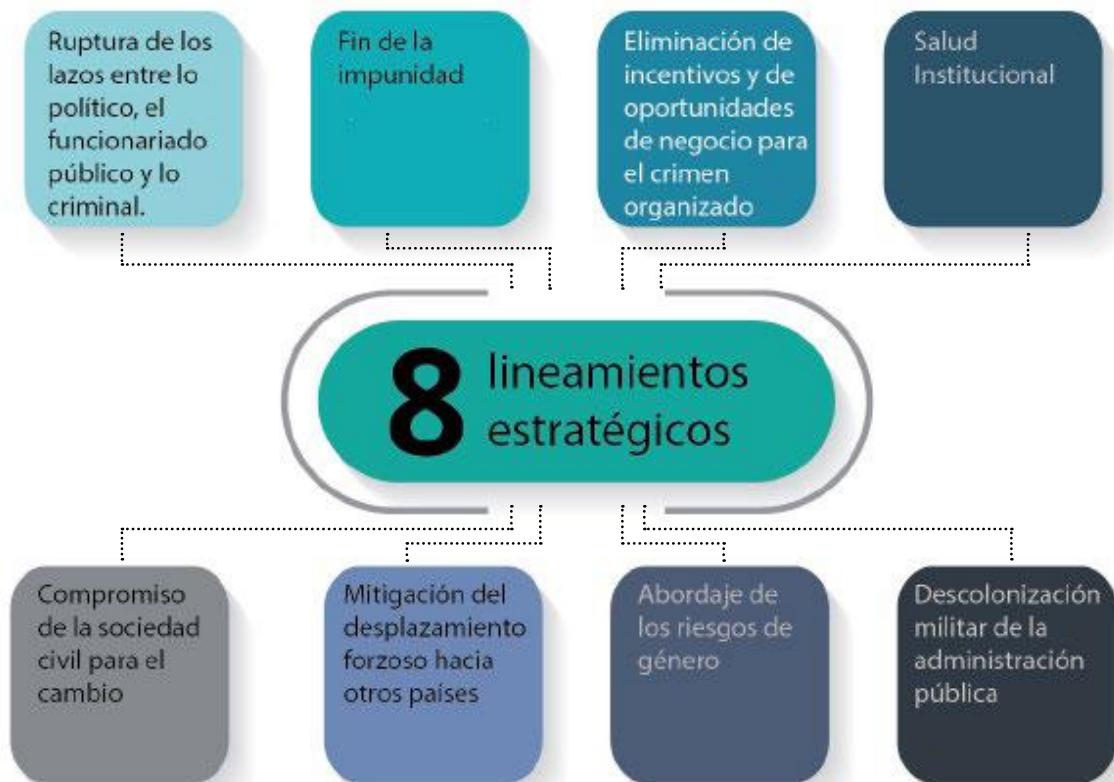 Ruptura de los
lazos entre lo
político, el
funcionariado
público y lo
criminal.
Fin de la
impunidad
Eliminación de
incentivos y de
oportunidades
de negocio para
el crimen
organizado
Salud
Institucional
8 lineamientos
estratégicos
Compromiso
de la sociedad
civil para el
cambio
Mitigación del
desplazamiento
forzoso hacia
otros países
Abordaje de
los riesgos de
género
Descolonización
militar de la
administración
pública